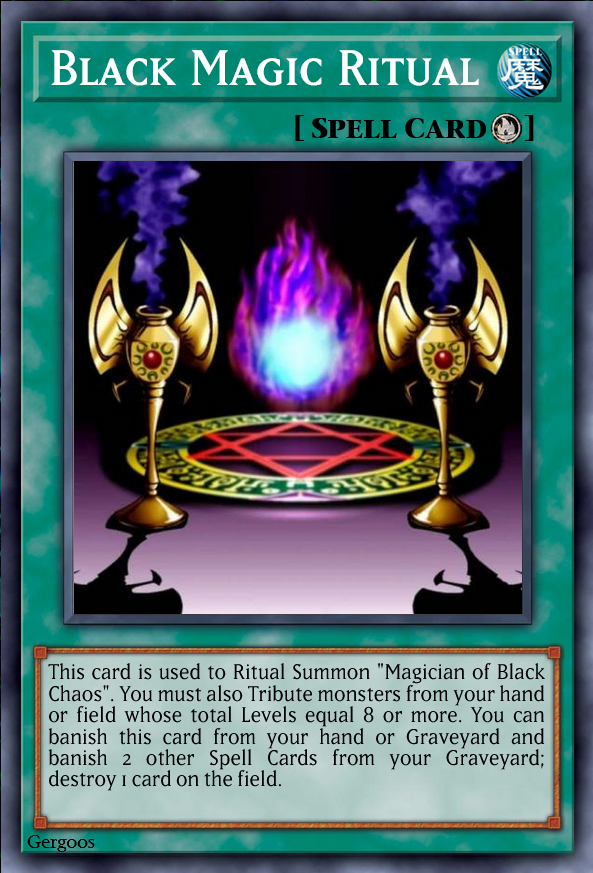 Black Magic Ritual
SPELL
魔
[ Spell Card ]
This card is used to Ritual Summon "Magician of Black
Chaos". You must also Tribute monsters from your hand
or field whose total Levels equal 8 or more. You can
banish this card from your hand or Graveyard and
banish 2 other Spell Cards from your Graveyard;
destroy 1 card on the field.
Gergoos